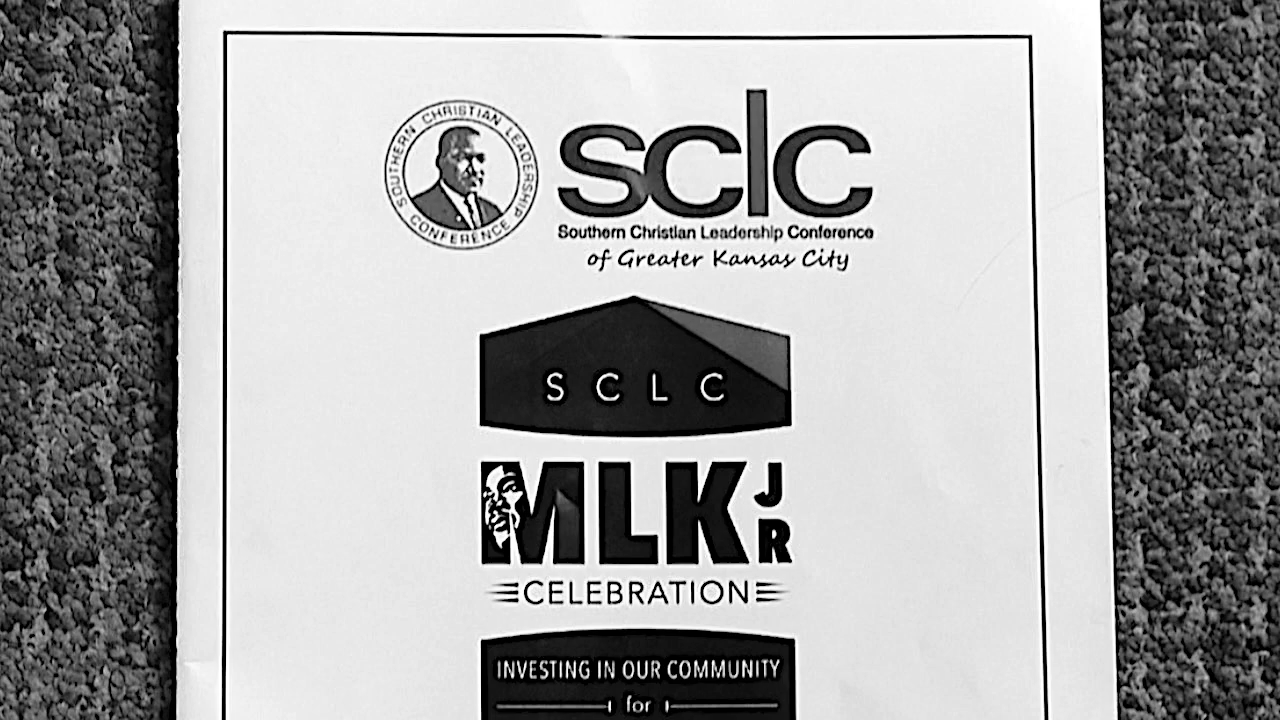 SOUTHERN CHRISTIAN LEADERSHIP
CONFERENCE
sclc
Southern Christian Leadership Conference
of Greater Kansas City
SCLC
MLK JR
CELEBRATION
INVESTING IN OUR COMMUNITY
for